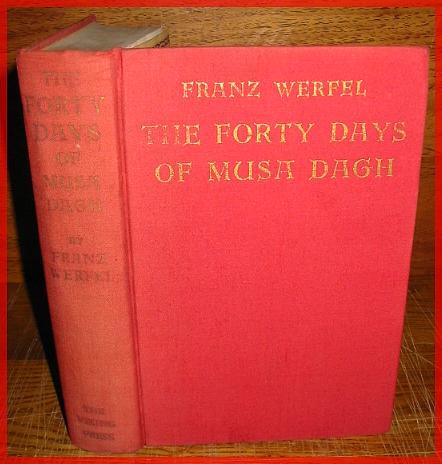 THE
FORTY
DAYS
OF
MUSA
DAGH
BY
FRANZ
WERFEL
THE
VIKING
PRESS
FRANZ WERFEL
THE FORTY DAYS
OF MUSA DAGH